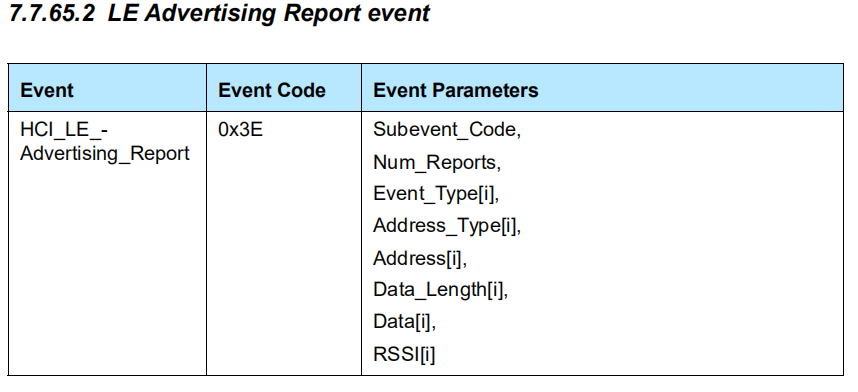 7.7.65.2 LE Advertising Report event
Event Event Code Event Parameters
HCI_LE_- 0x3E Subevent_Code,
Advertising_Report
Num_Reports,
Event_Type[i],
Address_Type[i],
Address[i],
Data_Length[i],
Data[i],
RSSI[i]